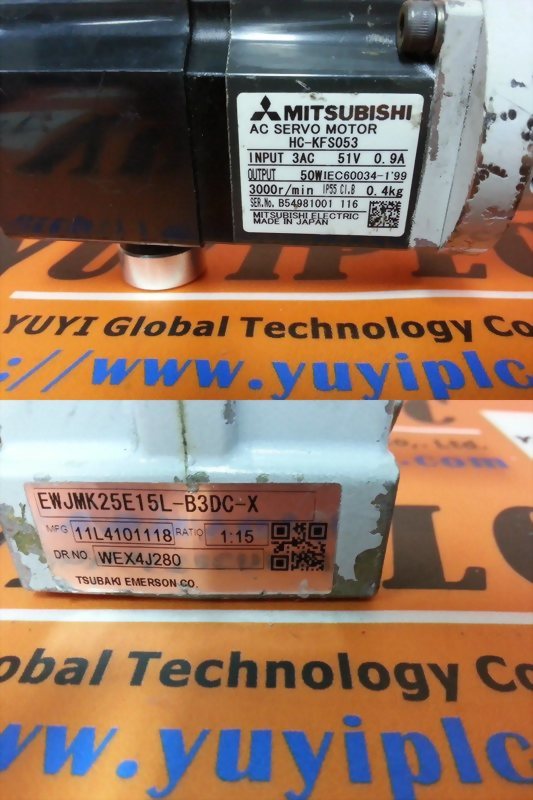 MITSUBISHI
AC SERVO MOTOR
HC-KFS053
INPUT 3AC 51V 0.9A
OUTPUT 50W IEC60034-1'99
3000r/min IP55 Cl.B 0.4kg
SER.No. B54981001 116
MITSUBISHI ELECTRIC
MADE IN JAPAN
YUYI Global Technology Co
://www.yuyiplc.
., Ltd.
EWJMK25E15L-B3DC-X
MFG 11L4101118 RATIO 1:15
DR.NO. WEX4J280
TSUBAKI EMERSON CO.
obal Technology Co
www.yuyiplc